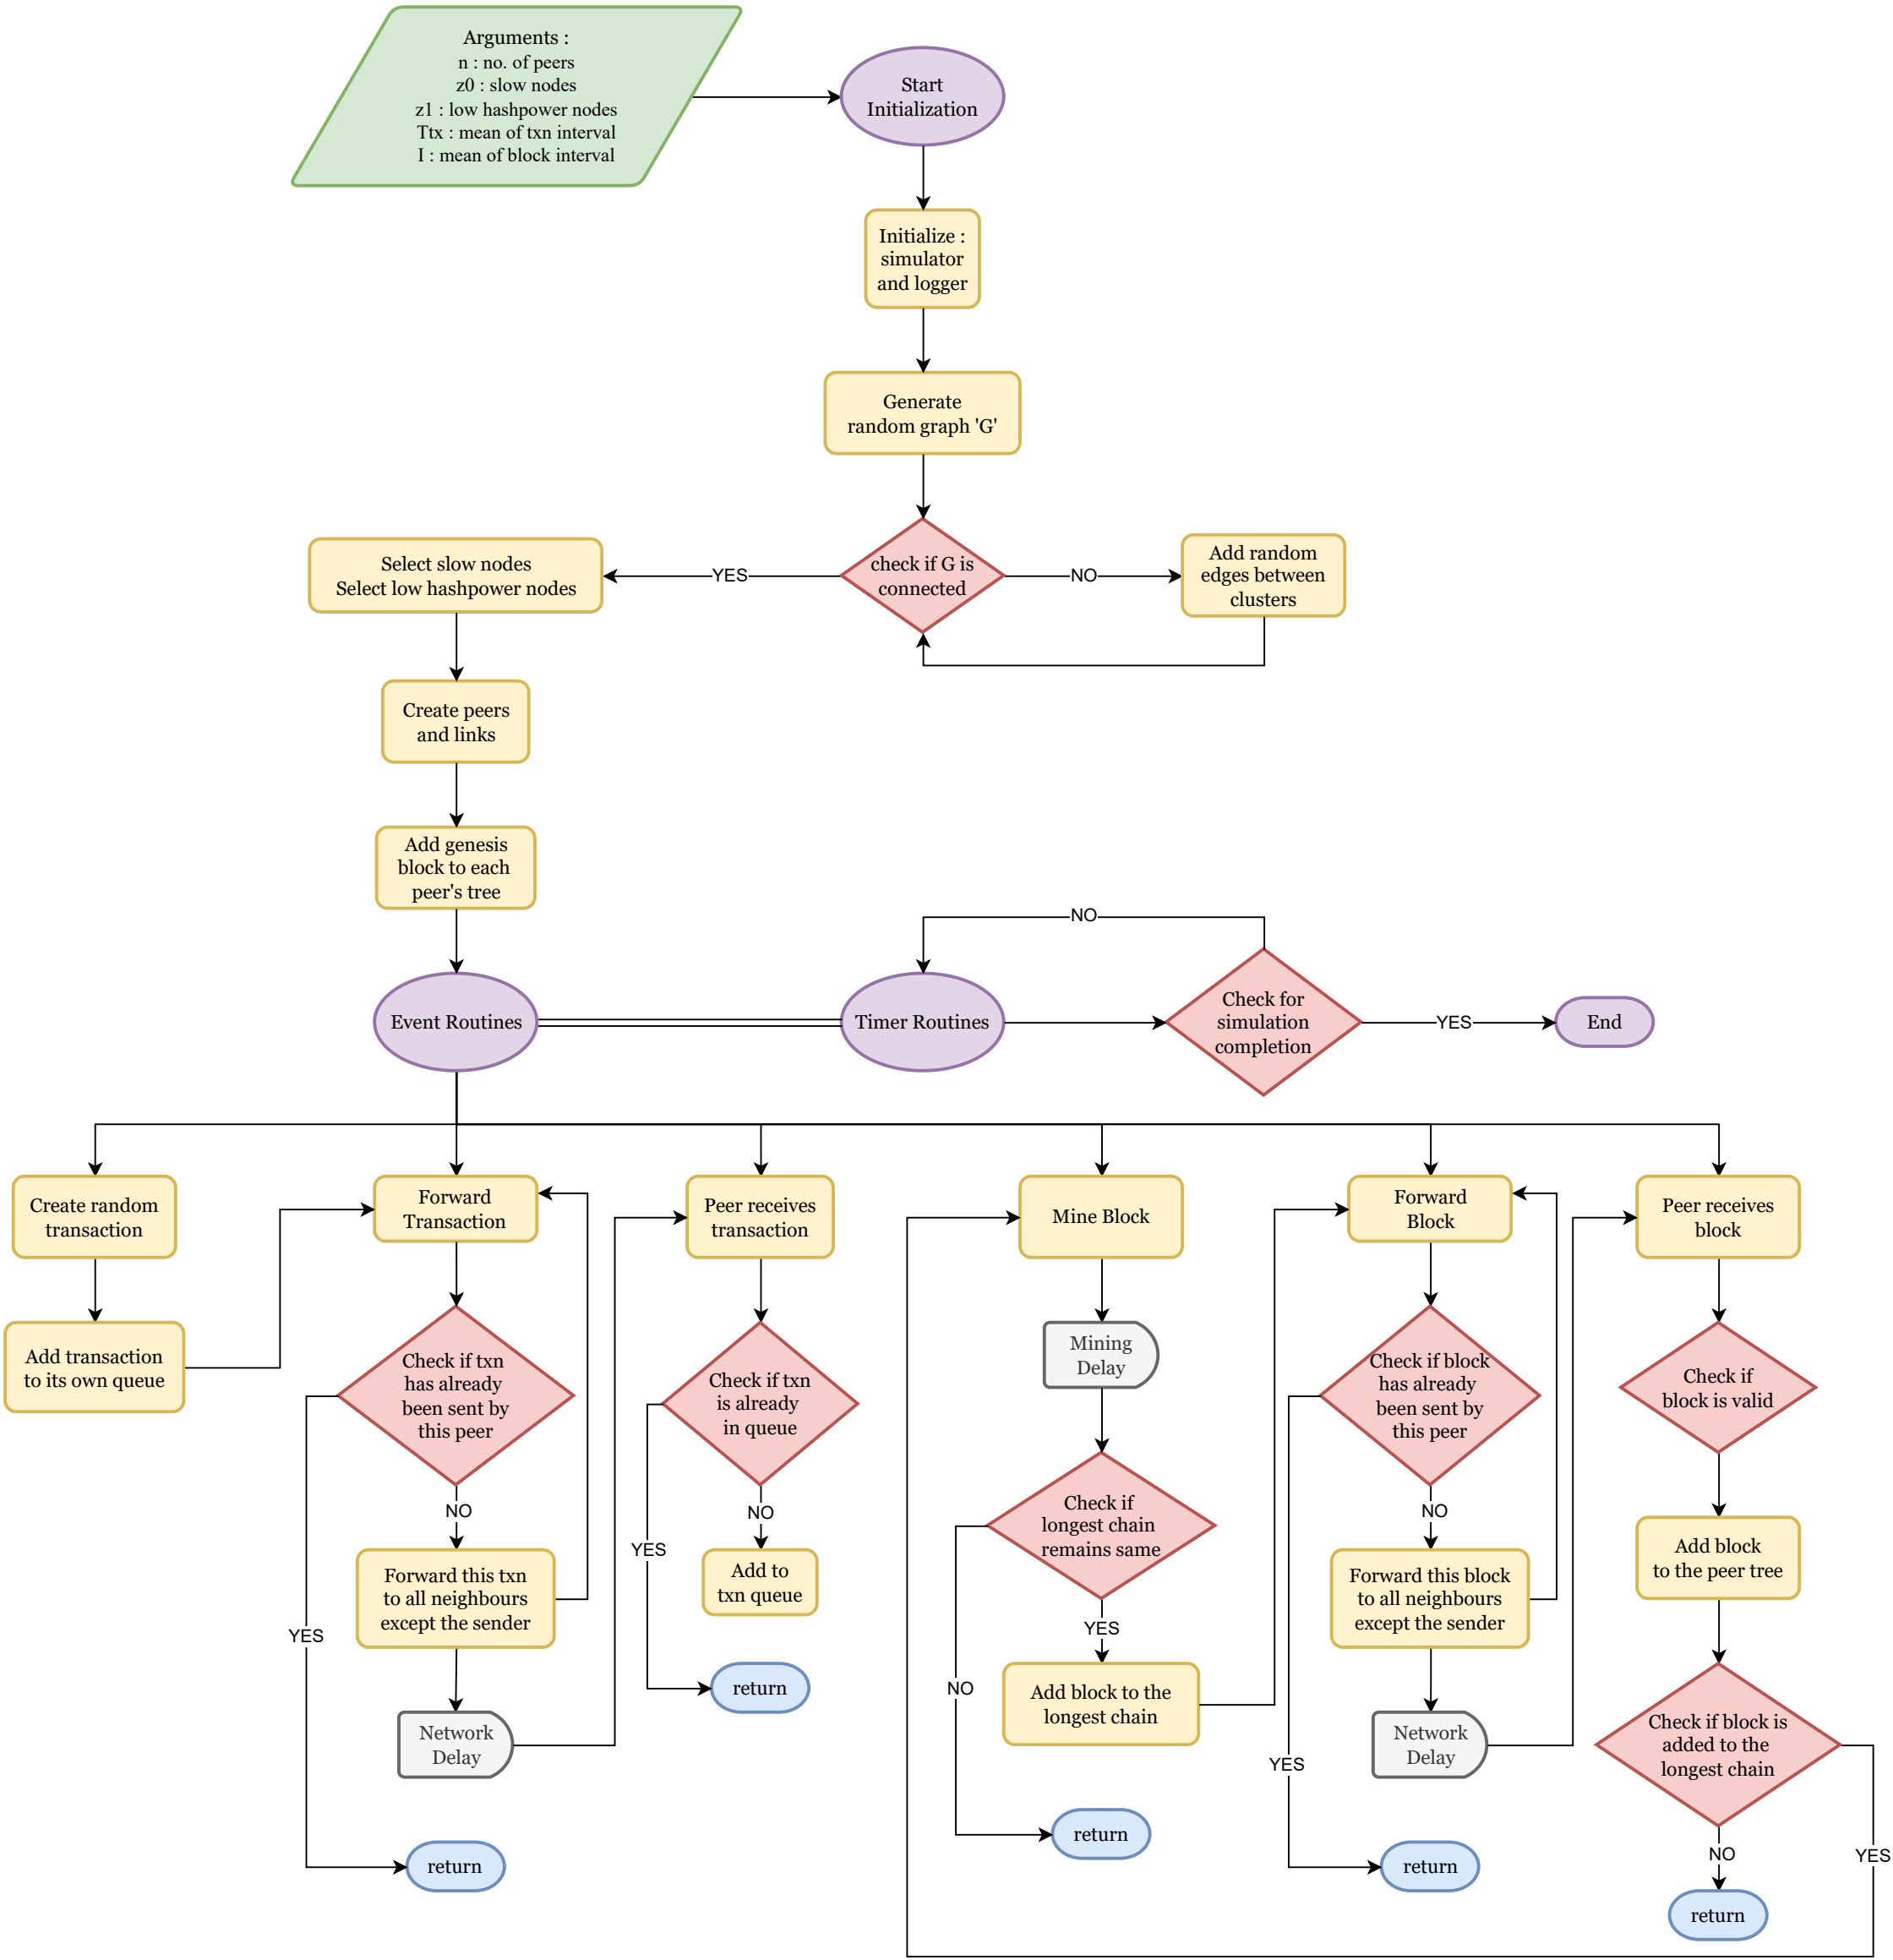 Arguments :
n : no. of peers
z0 : slow nodes
z1 : low hashpower nodes
Ttx : mean of txn interval
I : mean of block interval
Start
Initialization
Initialize :
simulator
and logger
Generate
random graph 'G'
check if G is
connected
YES
NO
Select slow nodes
Select low hashpower nodes
Add random
edges between
clusters
Create peers
and links
Add genesis
block to each
peer's tree
NO
Event Routines
Timer Routines
Check for
simulation
completion
YES
End
Create random
transaction
Add transaction
to its own queue
Forward
Transaction
Check if txn
has already
been sent by
this peer
NO
YES
Forward this txn
to all neighbours
except the sender
Network
Delay
return
Peer receives
transaction
Check if txn
is already
in queue
NO
YES
Add to
txn queue
return
Mine Block
Mining
Delay
Check if
longest chain
remains same
YES
NO
Add block to the
longest chain
return
Forward
Block
Check if block
has already
been sent by
this peer
NO
YES
Forward this block
to all neighbours
except the sender
Network
Delay
return
Peer receives
block
Check if
block is valid
Add block
to the peer tree
Check if block is
added to the
longest chain
NO
YES
return